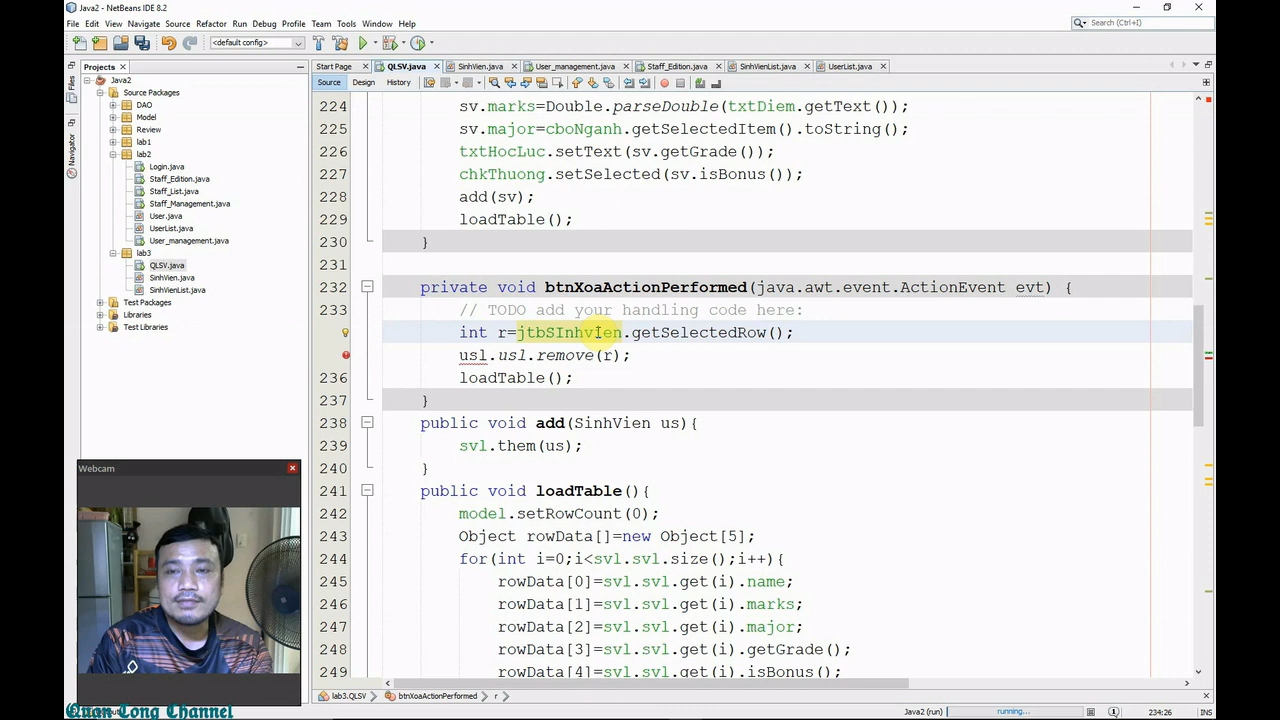 Java2 - NetBeans IDE 8.2
File Edit View Navigate Source Refactor Run Debug Profile Team Tools Window Help
Search (Ctrl+I)
<default config>
Projects
Start Page QLSV.java SinhVien.java User_management.java Staff_Edition.java SinhVienList.java UserList.java
Source Design History
Files
Navigator
Java2
Source Packages
DAO
Model
Review
lab1
lab2
Login.java
Staff_Edition.java
Staff_List.java
Staff_Management.java
User.java
UserList.java
User_management.java
lab3
QLSV.java
SinhVien.java
SinhVienList.java
Test Packages
Libraries
Test Libraries
224 sv.marks=Double.parseDouble(txtDiem.getText());
225 sv.major=cboNganh.getSelectedItem().toString();
226 txtHocLuc.setText(sv.getGrade());
227 chkThuong.setSelected(sv.isBonus());
228 add(sv);
229 loadTable();
230 }
231
232 private void btnXoaActionPerformed(java.awt.event.ActionEvent evt) {
233 // TODO add your handling code here:
int r=jtbSInhvien.getSelectedRow();
usl.usl.remove(r);
236 loadTable();
237 }
238 public void add(SinhVien us){
239 svl.them(us);
240 }
241 public void loadTable(){
242 model.setRowCount(0);
243 Object rowData[]=new Object[5];
244 for(int i=0;i<svl.svl.size();i++){
245 rowData[0]=svl.svl.get(i).name;
246 rowData[1]=svl.svl.get(i).marks;
247 rowData[2]=svl.svl.get(i).major;
248 rowData[3]=svl.svl.get(i).getGrade();
249 rowData[4]=svl.svl.get(i).isBonus();
Webcam
lab3.QLSV btnXoaActionPerformed r
Quan Tong Channel
Java2 (run) running... 234:26 INS